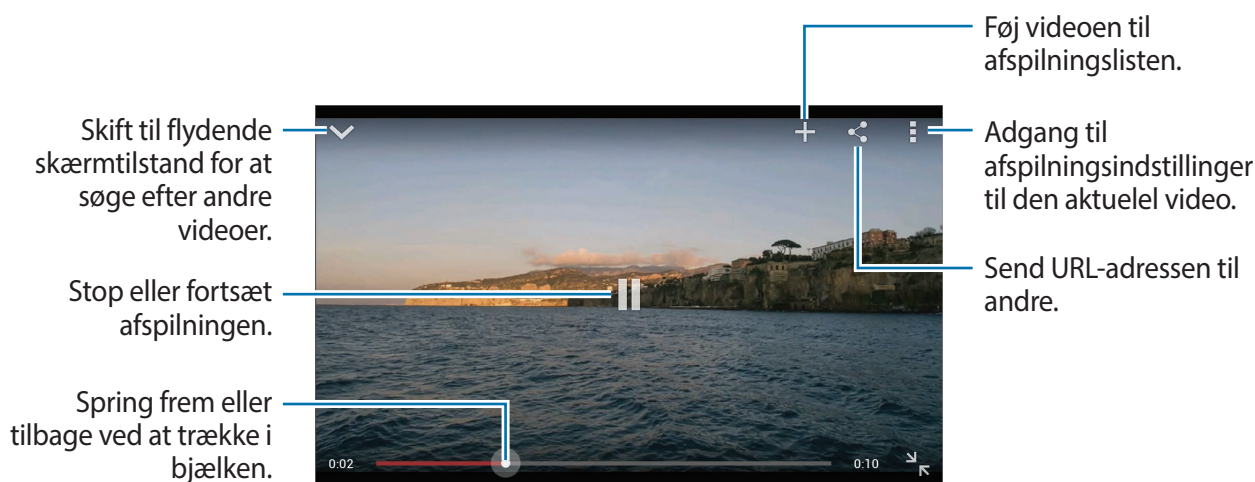 Føj videoen til
afspilningslisten.
Skift til flydende
skærmtilstand for at
søge efter andre
videoer.
Adgang til
afspilningsindstillinger
til den aktuelel video.
Stop eller fortsæt
afspilningen.
Send URL-adressen til
andre.
Spring frem eller
tilbage ved at trække i
bjælken.
0:02
0:10